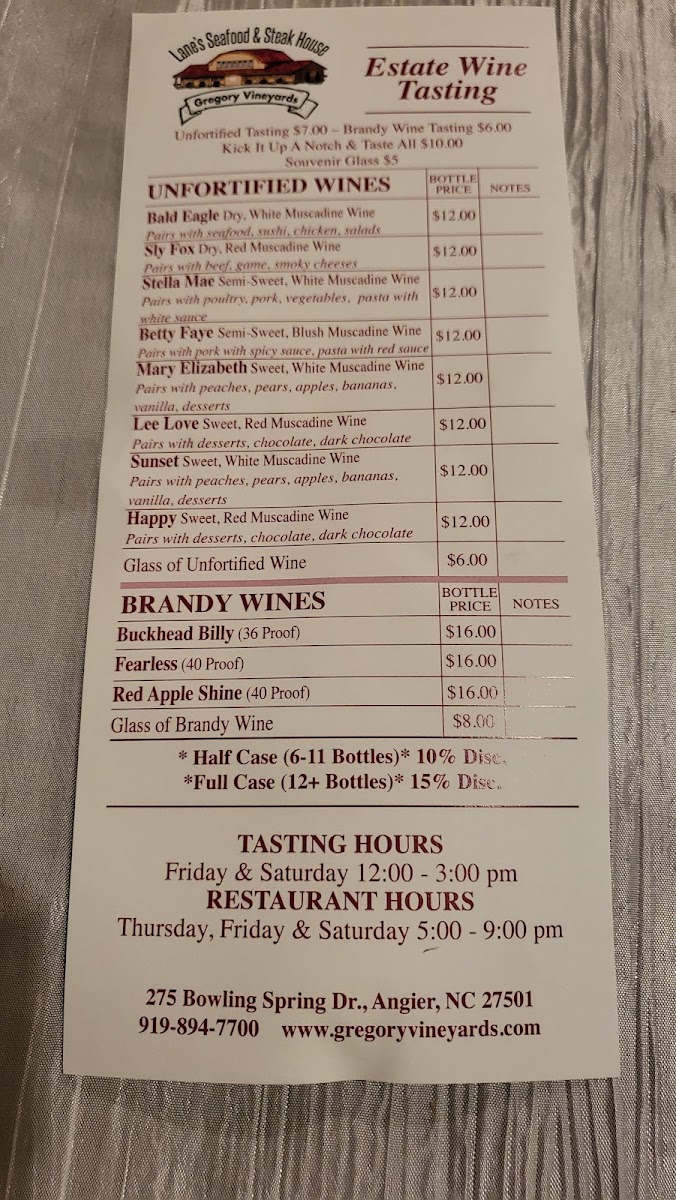 Lane's Seafood & Steak House
Gregory Vineyards
Estate Wine
Tasting
Unfortified Tasting $7.00 – Brandy Wine Tasting $6.00
Kick It Up A Notch & Taste All $10.00
Souvenir Glass $5
UNFORTIFIED WINES BOTTLE PRICE NOTES
Bald Eagle Dry, White Muscadine Wine $12.00
Pairs with seafood, sushi, chicken, salads
Sly Fox Dry, Red Muscadine Wine $12.00
Pairs with beef, game, smoky cheeses
Stella Mae Semi-Sweet, White Muscadine Wine $12.00
Pairs with poultry, pork, vegetables, pasta with
white sauce
Betty Faye Semi-Sweet, Blush Muscadine Wine $12.00
Pairs with pork with spicy sauce, pasta with red sauce
Mary Elizabeth Sweet, White Muscadine Wine $12.00
Pairs with peaches, pears, apples, bananas,
vanilla, desserts
Lee Love Sweet, Red Muscadine Wine $12.00
Pairs with desserts, chocolate, dark chocolate
Sunset Sweet, White Muscadine Wine $12.00
Pairs with peaches, pears, apples, bananas,
vanilla, desserts
Happy Sweet, Red Muscadine Wine $12.00
Pairs with desserts, chocolate, dark chocolate
Glass of Unfortified Wine $6.00
BRANDY WINES BOTTLE PRICE NOTES
Buckhead Billy (36 Proof) $16.00
Fearless (40 Proof) $16.00
Red Apple Shine (40 Proof) $16.00
Glass of Brandy Wine $8.00
* Half Case (6-11 Bottles)* 10% Disc.
*Full Case (12+ Bottles)* 15% Disc.
TASTING HOURS
Friday & Saturday 12:00 - 3:00 pm
RESTAURANT HOURS
Thursday, Friday & Saturday 5:00 - 9:00 pm
275 Bowling Spring Dr., Angier, NC 27501
919-894-7700 www.gregoryvineyards.com